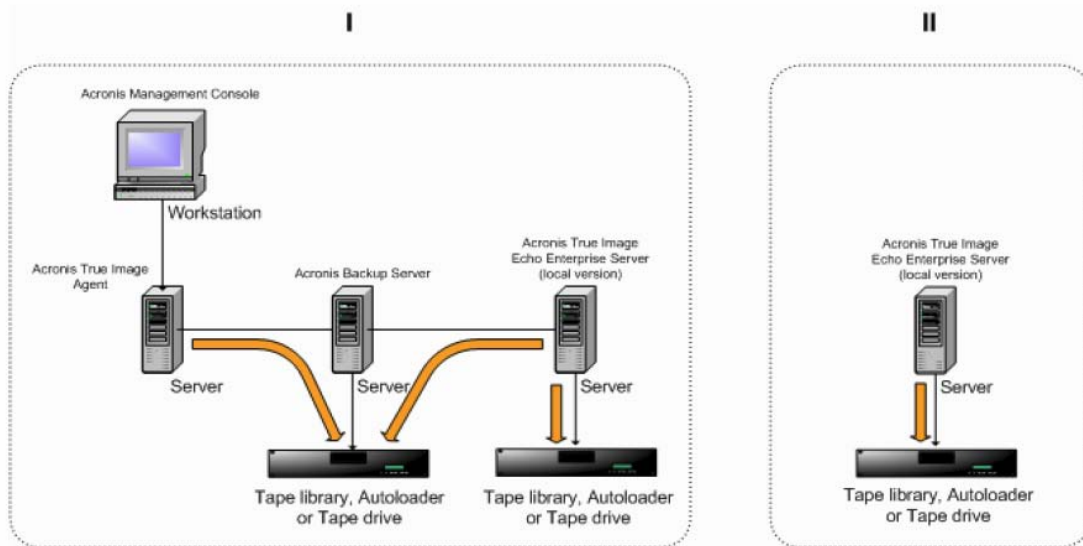 I
II
Acronis Management Console
Workstation
Acronis True Image
Agent
Server
Acronis Backup Server
Server
Acronis True Image
Echo Enterprise Server
(local version)
Server
Tape library, Autoloader
or Tape drive
Tape library, Autoloader
or Tape drive
Acronis True Image
Echo Enterprise Server
(local version)
Server
Tape library, Autoloader
or Tape drive